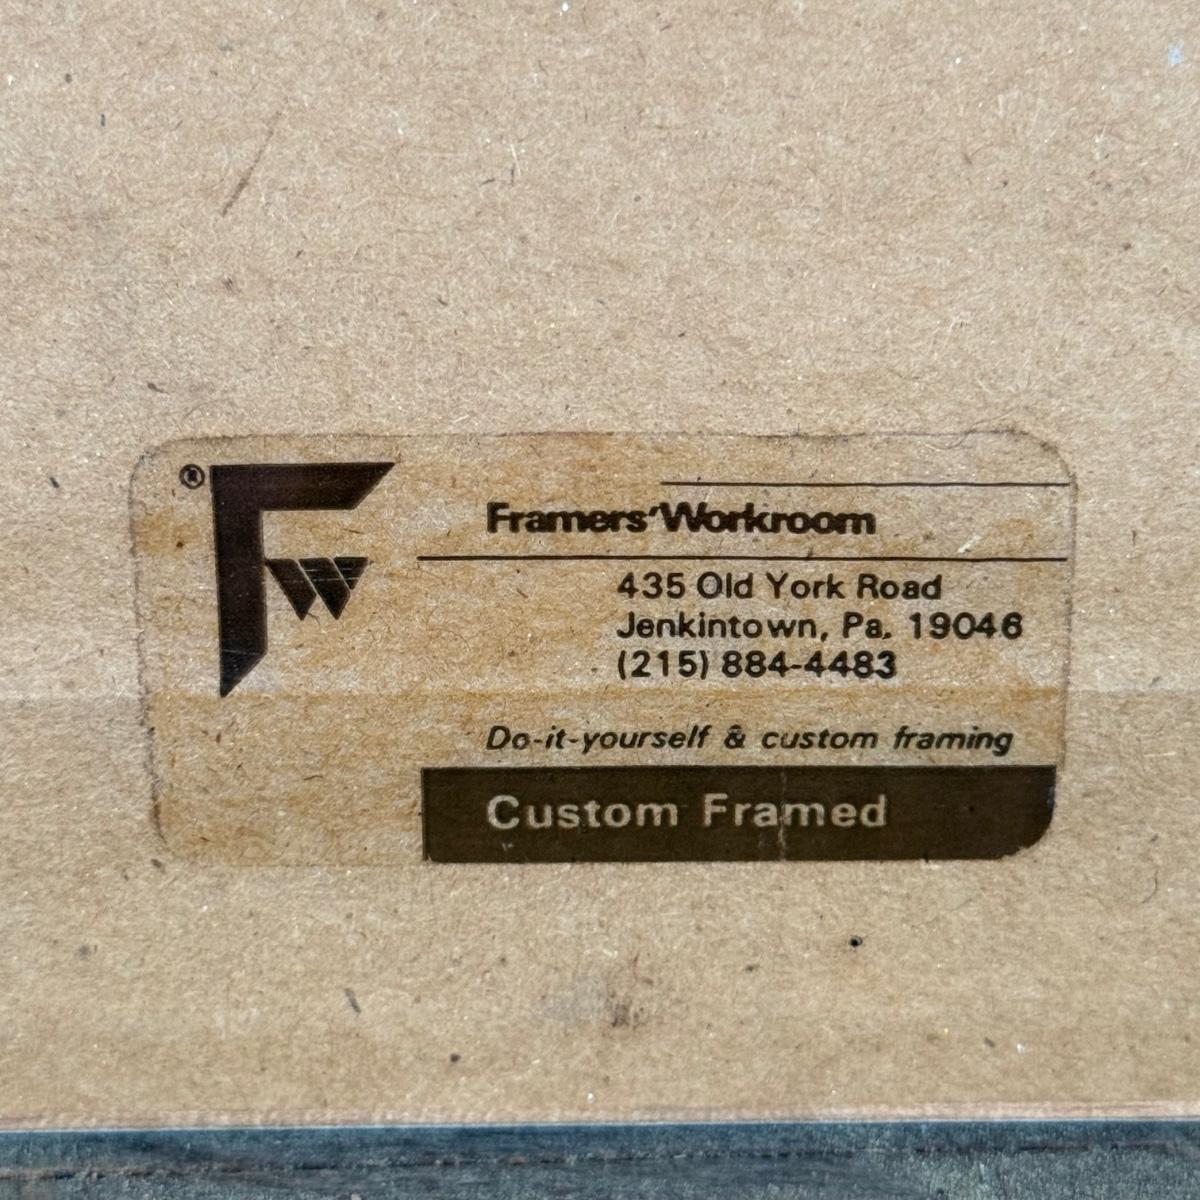 ® FW
Framers' Workroom
435 Old York Road
Jenkintown, Pa. 19046
(215) 884-4483
Do-it-yourself & custom framing
Custom Framed